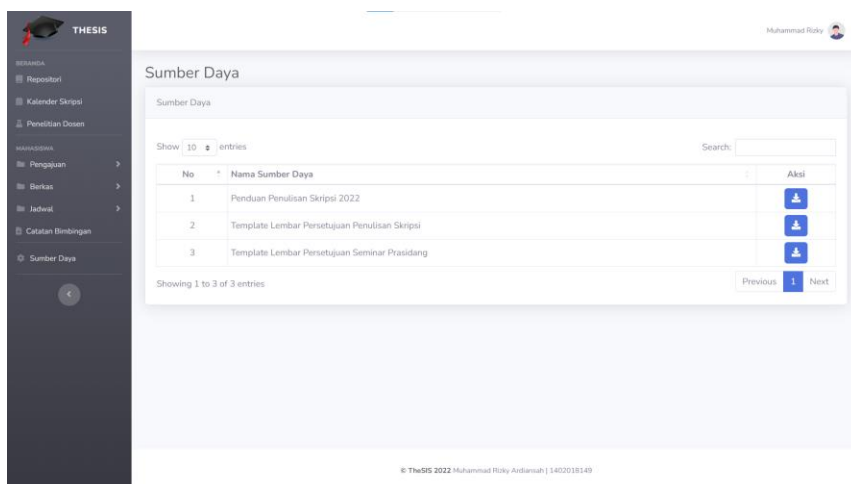 THESIS
Muhammad Rizky
BERANDA
Repositori
Kalender Skripsi
Penelitian Dosen
MAHASISWA
Pengajuan
Berkas
Jadwal
Catatan Bimbingan
Sumber Daya
Sumber Daya
Sumber Daya
Show 10 entries
Search:
No Nama Sumber Daya Aksi
1 Penduan Penulisan Skripsi 2022
2 Template Lembar Persetujuan Penulisan Skripsi
3 Template Lembar Persetujuan Seminar Prasidang
Showing 1 to 3 of 3 entries
Previous 1 Next
© TheSIS 2022 Muhammad Rizky Ardiansah | 1402018149